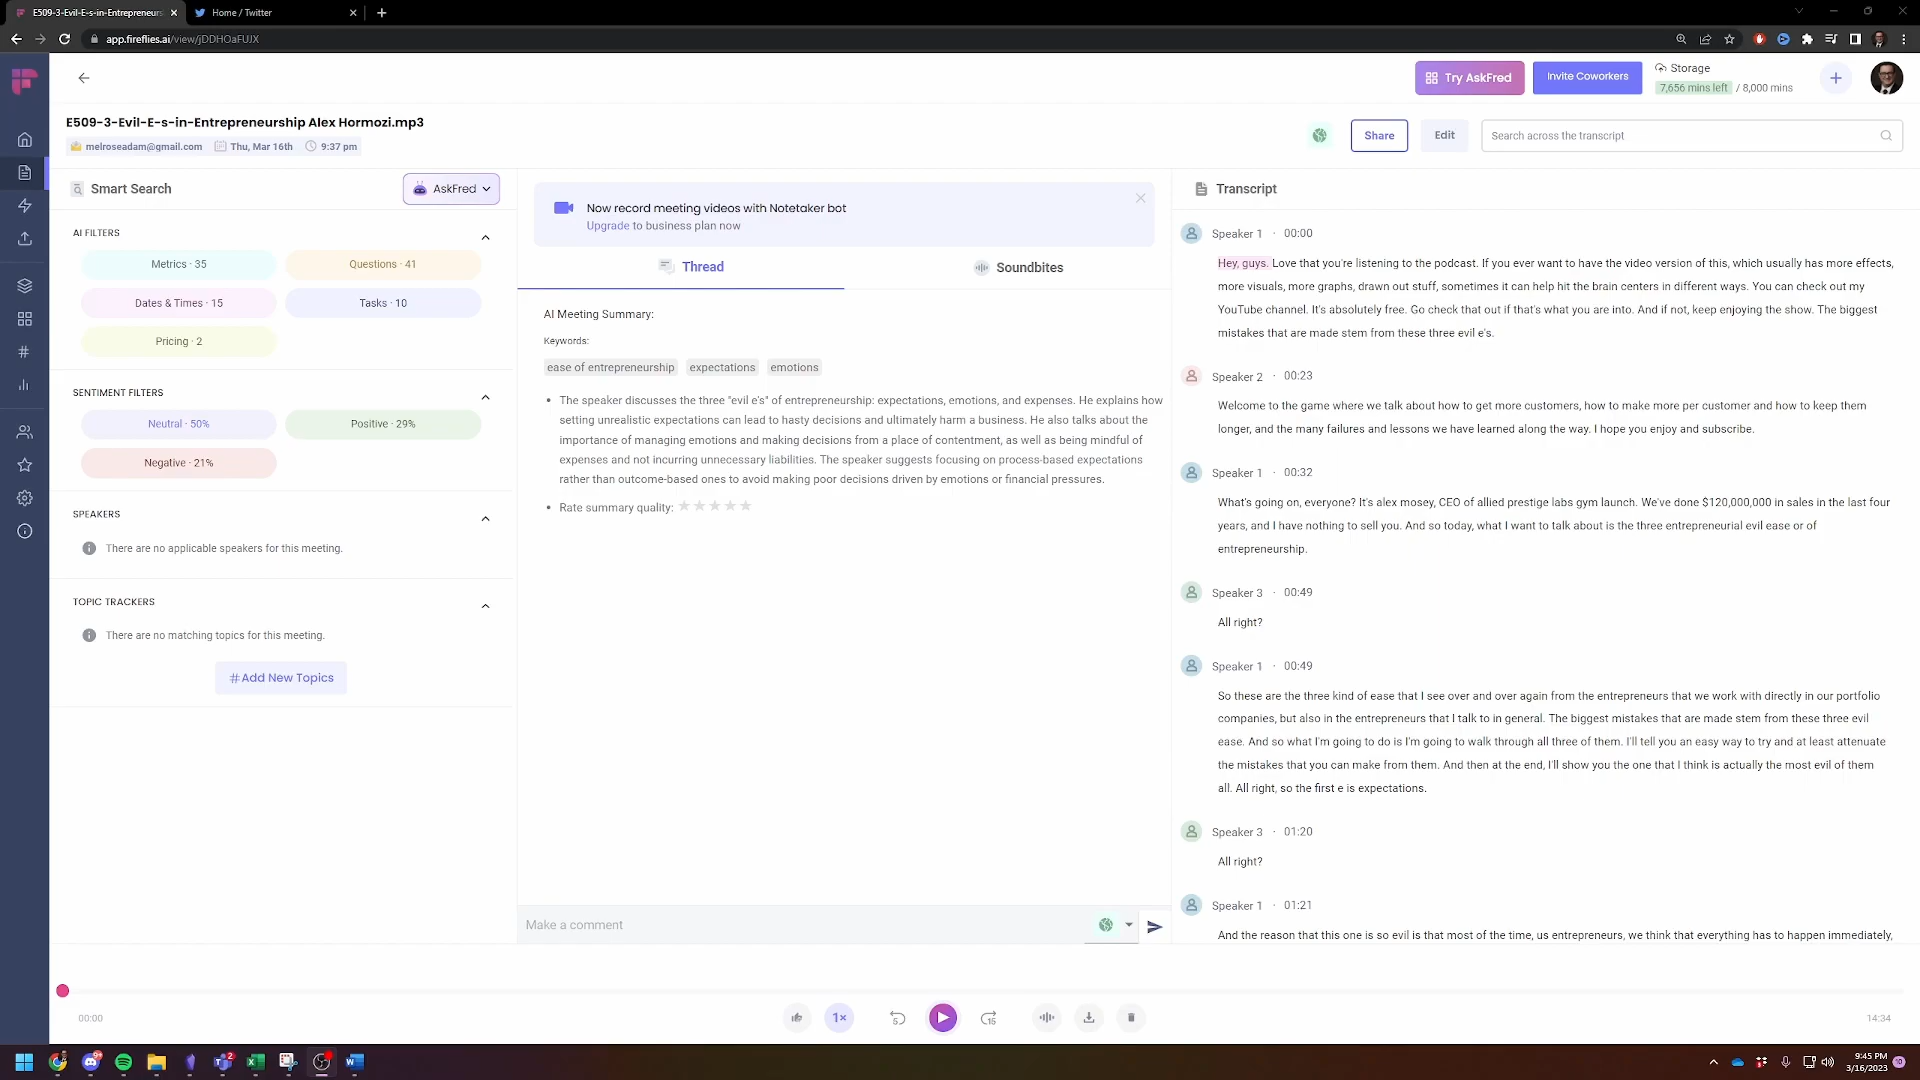 E509-3-Evil-E-s-in-Entrepreneurs
Home / Twitter
app.fireflies.ai/view/jDDHOaFUJX
Try AskFred
Invite Coworkers
Storage
7,656 mins left / 8,000 mins
E509-3-Evil-E-s-in-Entrepreneurship Alex Hormozi.mp3
melroseadam@gmail.com
Thu, Mar 16th
9:37 pm
Share
Edit
Search across the transcript
Smart Search
AskFred
AI FILTERS
Metrics · 35
Questions · 41
Dates & Times · 15
Tasks · 10
Pricing · 2
SENTIMENT FILTERS
Neutral · 50%
Positive · 29%
Negative · 21%
SPEAKERS
There are no applicable speakers for this meeting.
TOPIC TRACKERS
There are no matching topics for this meeting.
#Add New Topics
Now record meeting videos with Notetaker bot
Upgrade to business plan now
Thread
Soundbites
AI Meeting Summary:
Keywords:
ease of entrepreneurship
expectations
emotions
• The speaker discusses the three "evil e's" of entrepreneurship: expectations, emotions, and expenses. He explains how
setting unrealistic expectations can lead to hasty decisions and ultimately harm a business. He also talks about the
importance of managing emotions and making decisions from a place of contentment, as well as being mindful of
expenses and not incurring unnecessary liabilities. The speaker suggests focusing on process-based expectations
rather than outcome-based ones to avoid making poor decisions driven by emotions or financial pressures.
• Rate summary quality:
Make a comment
Transcript
Speaker 1 · 00:00
Hey, guys. Love that you're listening to the podcast. If you ever want to have the video version of this, which usually has more effects,
more visuals, more graphs, drawn out stuff, sometimes it can help hit the brain centers in different ways. You can check out my
YouTube channel. It's absolutely free. Go check that out if that's what you are into. And if not, keep enjoying the show. The biggest
mistakes that are made stem from these three evil e's.
Speaker 2 · 00:23
Welcome to the game where we talk about how to get more customers, how to make more per customer and how to keep them
longer, and the many failures and lessons we have learned along the way. I hope you enjoy and subscribe.
Speaker 1 · 00:32
What's going on, everyone? It's alex mosey, CEO of allied prestige labs gym launch. We've done $120,000,000 in sales in the last four
years, and I have nothing to sell you. And so today, what I want to talk about is the three entrepreneurial evil ease or of
entrepreneurship.
Speaker 3 · 00:49
All right?
Speaker 1 · 00:49
So these are the three kind of ease that I see over and over again from the entrepreneurs that we work with directly in our portfolio
companies, but also in the entrepreneurs that I talk to in general. The biggest mistakes that are made stem from these three evil
ease. And so what I'm going to do is I'm going to walk through all three of them. I'll tell you an easy way to try and at least attenuate
the mistakes that you can make from them. And then at the end, I'll show you the one that I think is actually the most evil of them
all. All right, so the first e is expectations.
Speaker 3 · 01:20
All right?
Speaker 1 · 01:21
And the reason that this one is so evil is that most of the time, us entrepreneurs, we think that everything has to happen immediately,
00:00
1×
5
15
14:34
9:45 PM
3/16/2023
10